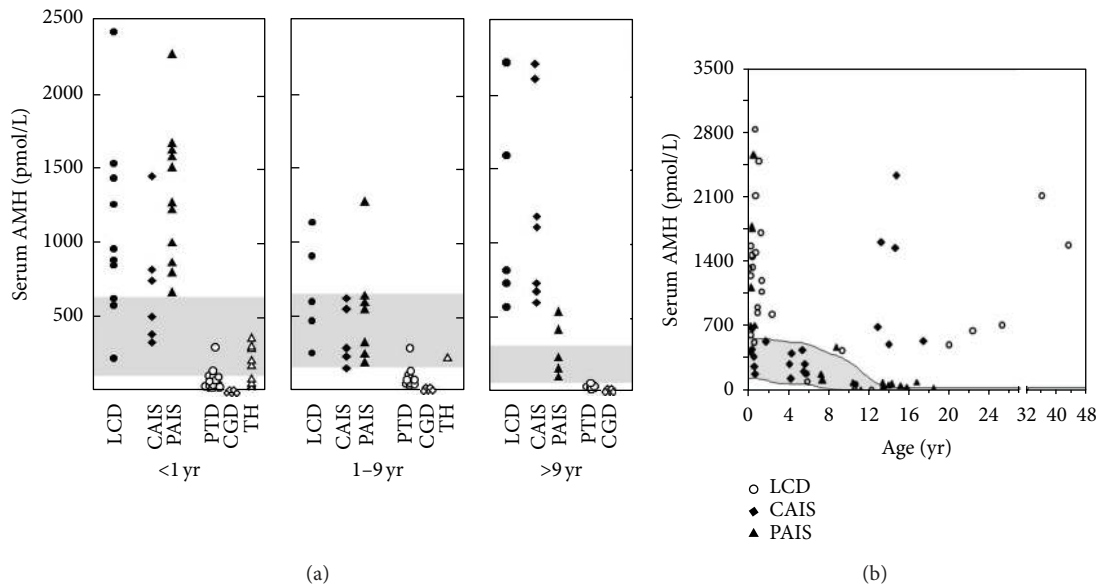 2500
2000
1500
1000
500
Serum AMH (pmol/L)
LCD
CAIS
PAIS
PTD
CGD
TH
<1 yr
LCD
CAIS
PAIS
PTD
CGD
TH
1–9 yr
LCD
CAIS
PAIS
PTD
CGD
>9 yr
(a)
3500
2800
2100
1400
700
0
Serum AMH (pmol/L)
0 4 8 12 16 20 24 28 32 36 40 44 48
Age (yr)
LCD
CAIS
PAIS
(b)